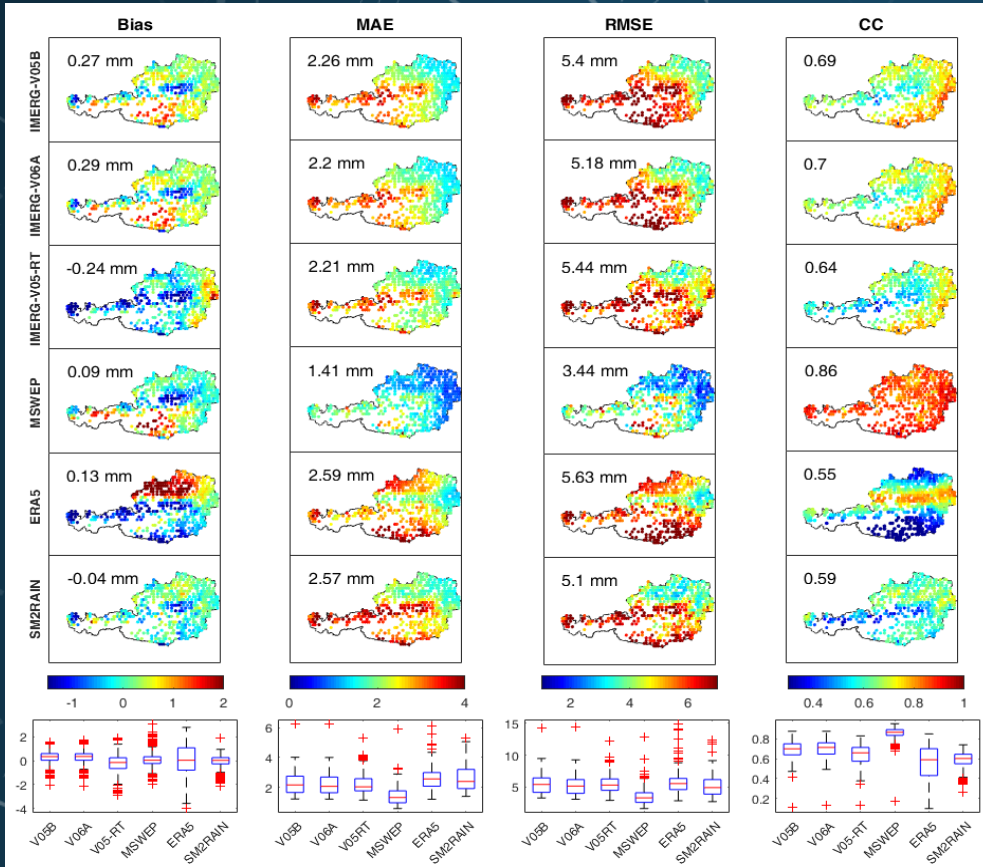 Bias MAE RMSE CC
IMERG-V05B
0.27 mm 2.26 mm 5.4 mm 0.69
IMERG-V06A
0.29 mm 2.2 mm 5.18 mm 0.7
IMERG-V05-RT
-0.24 mm 2.21 mm 5.44 mm 0.64
MSWEP
0.09 mm 1.41 mm 3.44 mm 0.86
ERA5
0.13 mm 2.59 mm 5.63 mm 0.55
SM2RAIN
-0.04 mm 2.57 mm 5.1 mm 0.59
-1 0 1 2 0 2 4 2 4 6 0.4 0.6 0.8 1
2
0
-2
-4
V05B V06A V05-RT MSWEP ERA5 SM2RAIN
6
4
2
V05B V06A V05-RT MSWEP ERA5 SM2RAIN
15
10
5
V05B V06A V05-RT MSWEP ERA5 SM2RAIN
0.8
0.6
0.4
0.2
V05B V06A V05-RT MSWEP ERA5 SM2RAIN